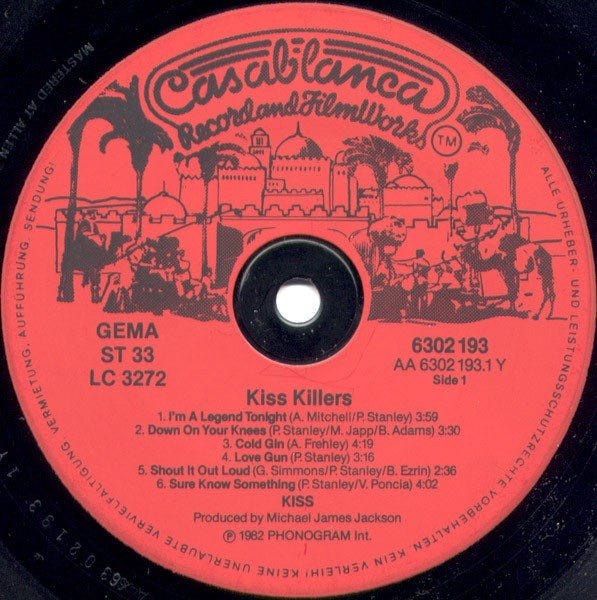 MASTERED AT ALLEN
Casablanca
Record and FilmWorks
TM
GEMA
ST 33
LC 3272
6302 193
AA 6302 193.1 Y
Side 1
Kiss Killers
1. I'm A Legend Tonight (A. Mitchell/P. Stanley) 3:59
2. Down On Your Knees (P. Stanley/M. Japp/B. Adams) 3:30
3. Cold Gin (A. Frehley) 4:19
4. Love Gun (P. Stanley) 3:16
5. Shout It Out Loud (G. Simmons/P. Stanley/B. Ezrin) 2:36
6. Sure Know Something (P. Stanley/V. Poncia) 4:02
KISS
Produced by Michael James Jackson
Ⓟ 1982 PHONOGRAM Int.
ALLE URHEBER- UND LEISTUNGSSCHUTZRECHTE VORBEHALTEN KEIN VERLEIH! KEINE UNERLAUBTE VERVIELFÄLTIGUNG, VERMIETUNG, AUFFÜHRUNG, SENDUNG!